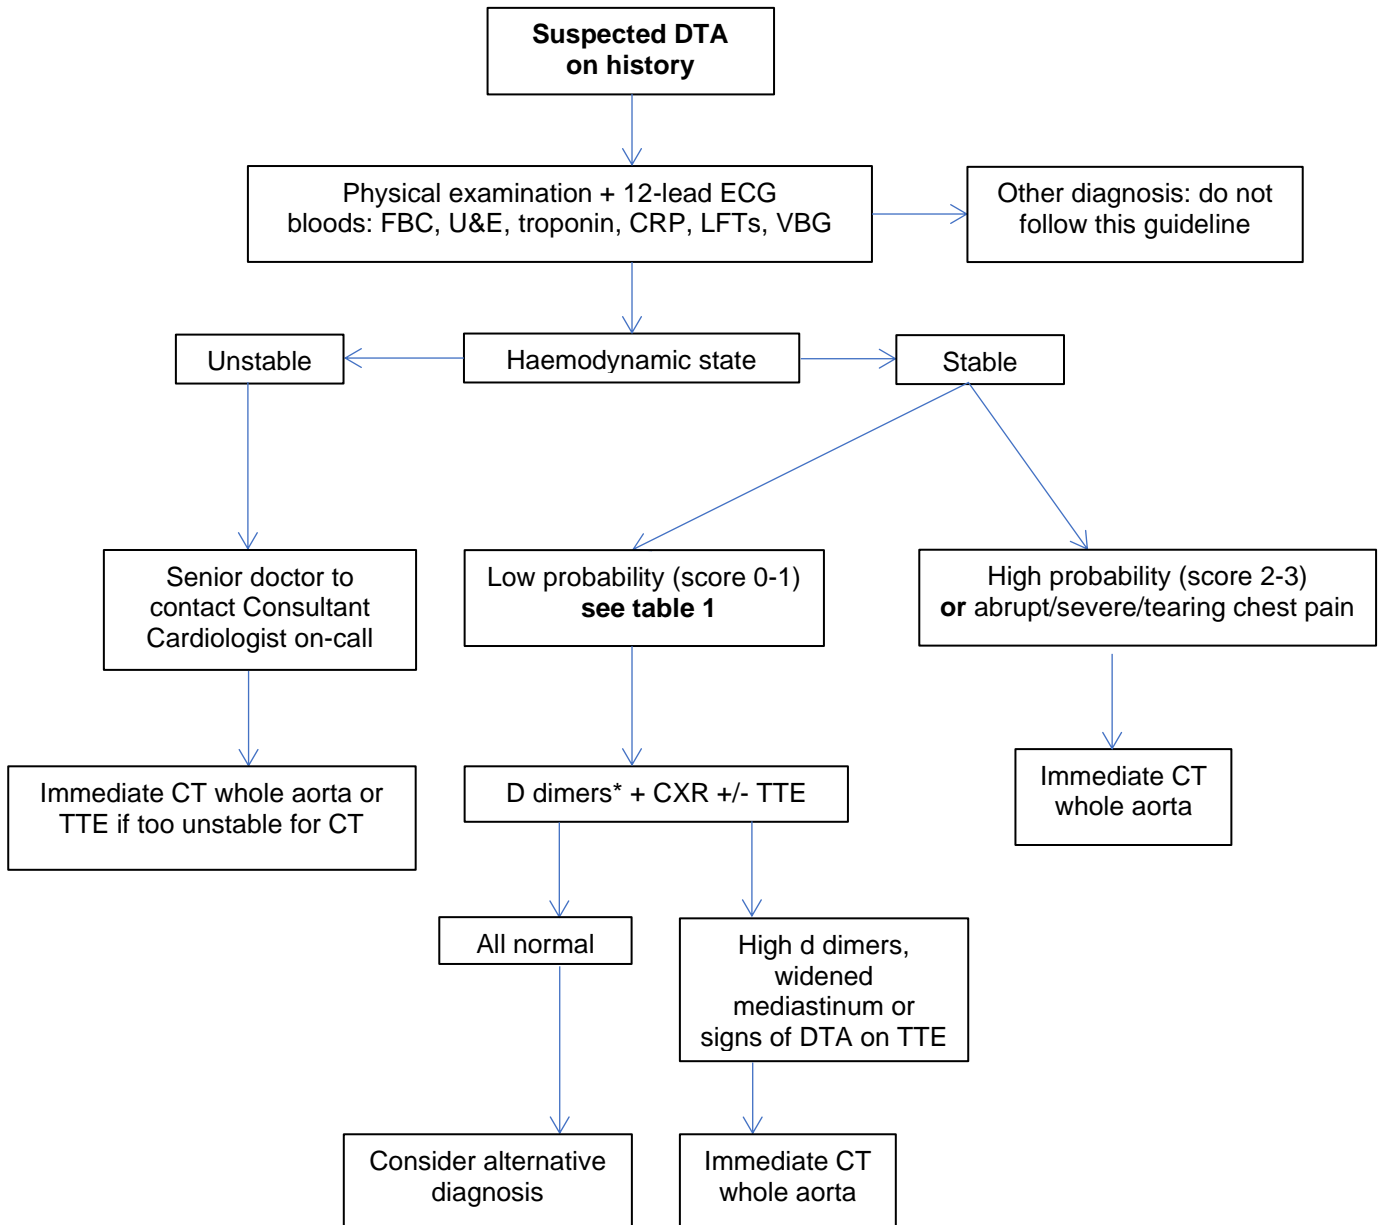 Suspected DTA
on history
Physical examination + 12-lead ECG
bloods: FBC, U&E, troponin, CRP, LFTs, VBG
Other diagnosis: do not
follow this guideline
Unstable
Haemodynamic state
Stable
Senior doctor to
contact Consultant
Cardiologist on-call
Low probability (score 0-1)
see table 1
High probability (score 2-3)
or abrupt/severe/tearing chest pain
Immediate CT whole aorta or
TTE if too unstable for CT
D dimers* + CXR +/- TTE
Immediate CT
whole aorta
All normal
High d dimers,
widened
mediastinum or
signs of DTA on TTE
Consider alternative
diagnosis
Immediate CT
whole aorta